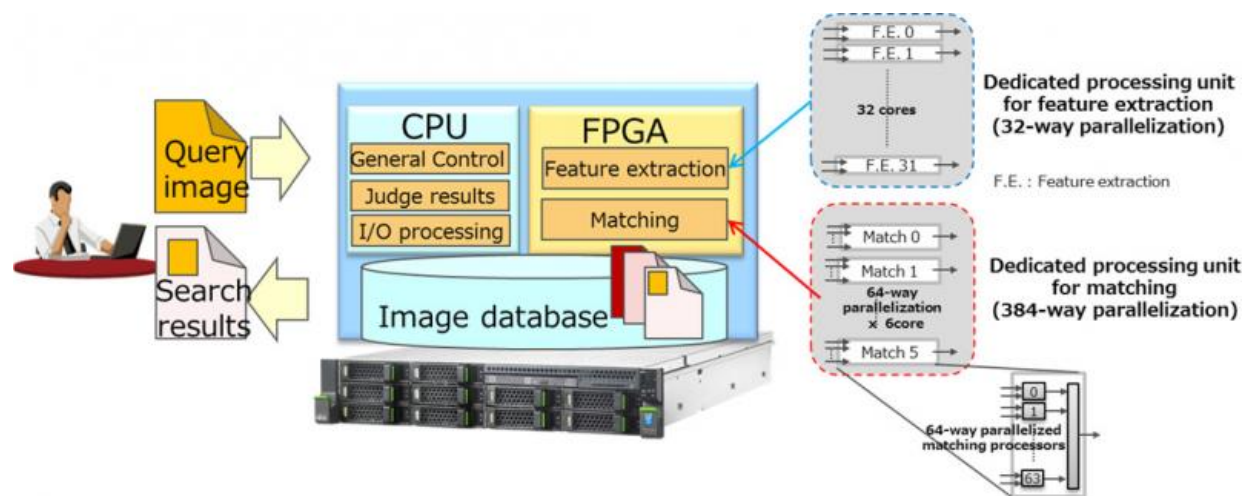 Query
image
Search
results
CPU
General Control
Judge results
I/O processing
FPGA
Feature extraction
Matching
Image database
F.E. 0
F.E. 1
32 cores
F.E. 31
Dedicated processing unit
for feature extraction
(32-way parallelization)
F.E. : Feature extraction
Match 0
Match 1
64-way
parallelization
x 6core
Match 5
Dedicated processing unit
for matching
(384-way parallelization)
0
1
64-way parallelized
matching processors
63